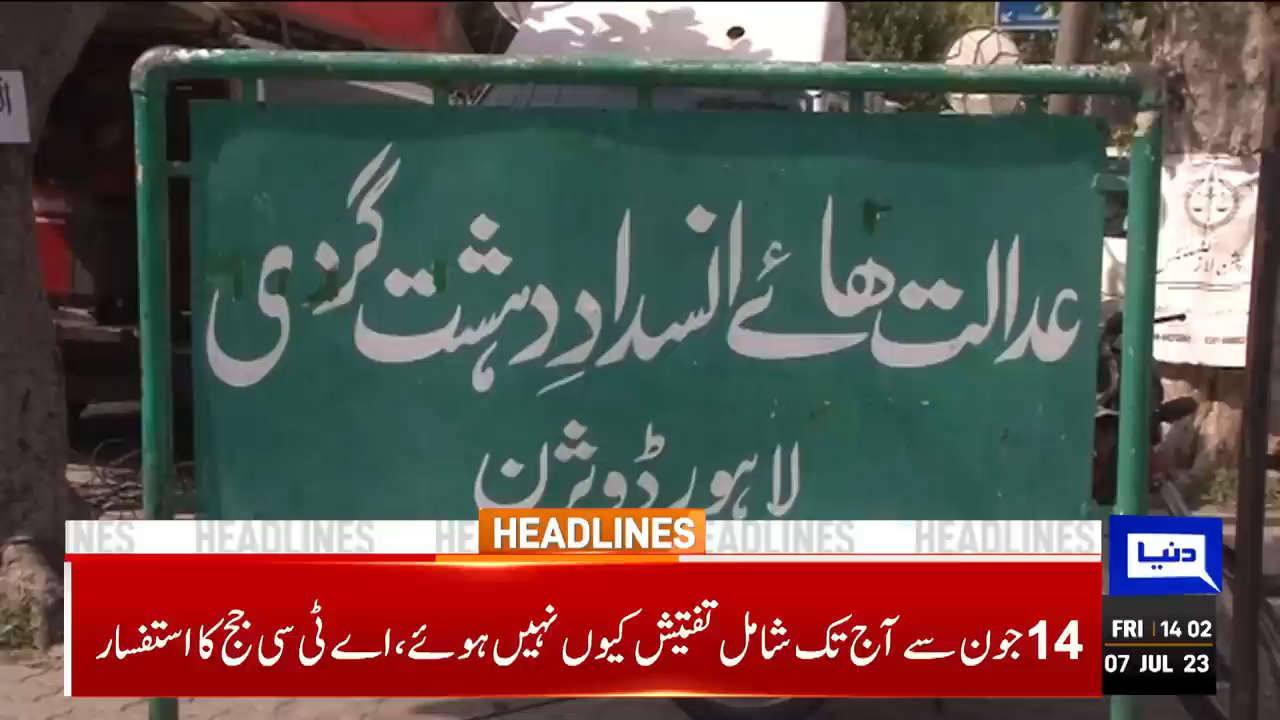 عدالت ھائے انسدادِ دہشت گردی
لاہور ڈویژن
HEADLINES
14 جون سے آج تک شامل تفتیش کیوں نہیں ہوئے، اے ٹی سی جج کا استفسار
دنیا
FRI 14 02
07 JUL 23